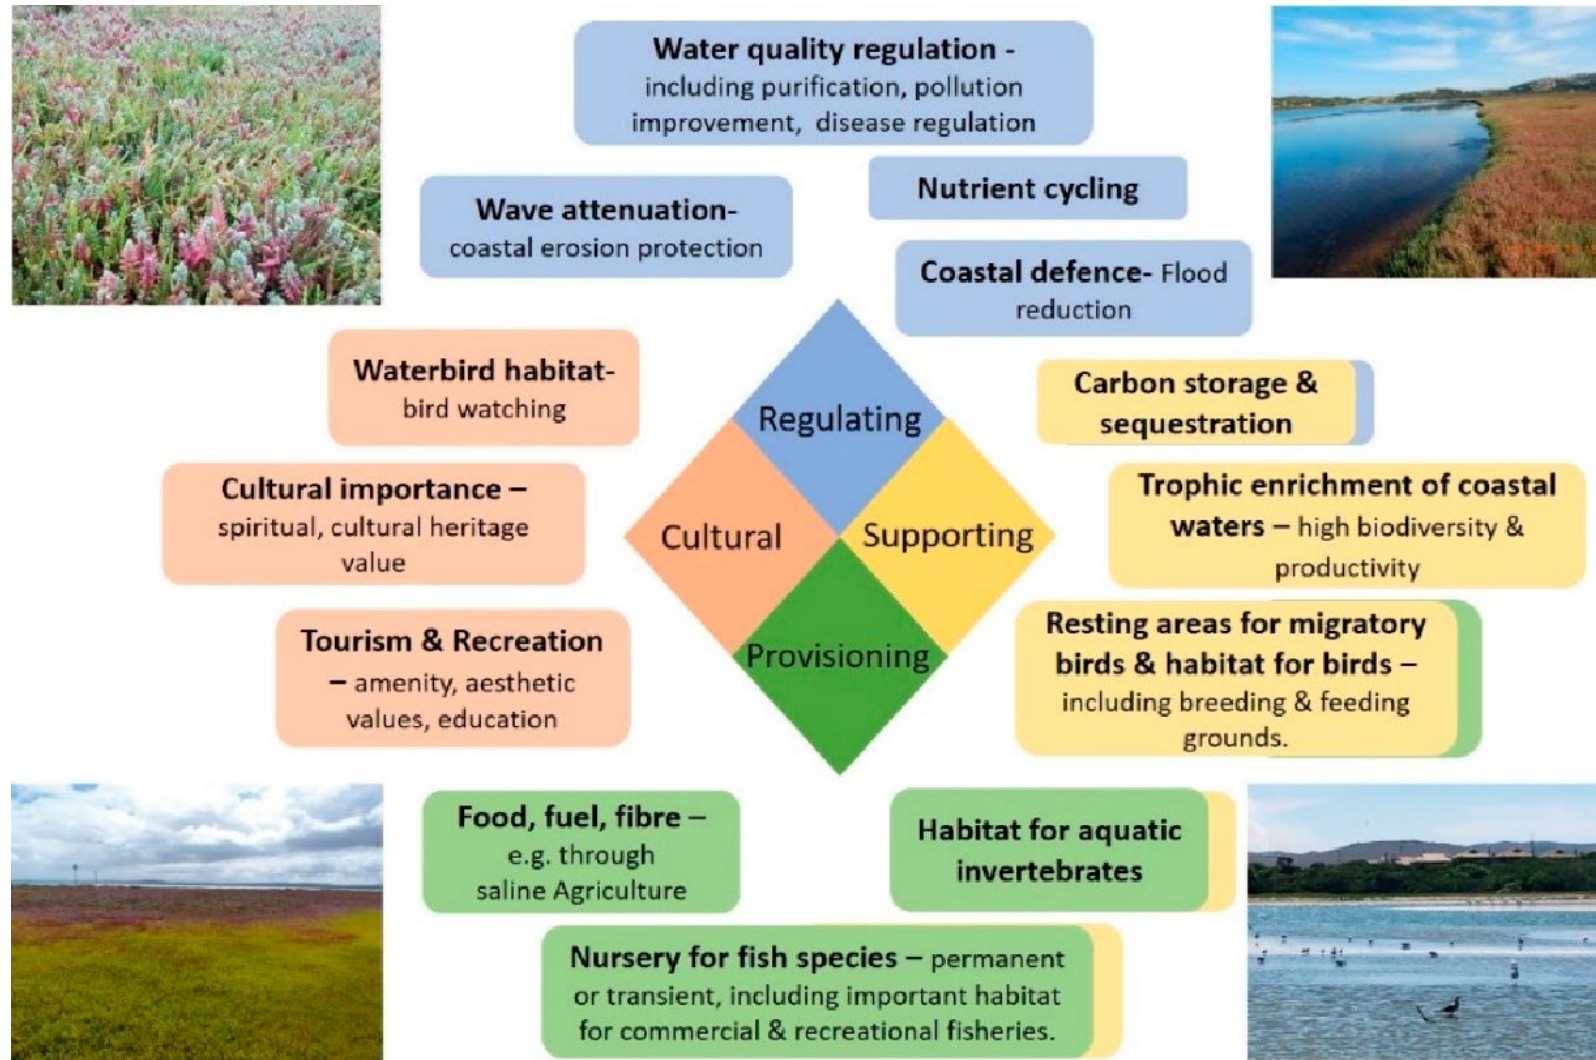 Water quality regulation -
including purification, pollution
improvement, disease regulation
Wave attenuation-
coastal erosion protection
Nutrient cycling
Coastal defence- Flood
reduction
Waterbird habitat-
bird watching
Cultural importance –
spiritual, cultural heritage
value
Tourism & Recreation
– amenity, aesthetic
values, education
Regulating
Cultural
Supporting
Provisioning
Carbon storage &
sequestration
Trophic enrichment of coastal
waters – high biodiversity &
productivity
Resting areas for migratory
birds & habitat for birds –
including breeding & feeding
grounds.
Food, fuel, fibre –
e.g. through
saline Agriculture
Habitat for aquatic
invertebrates
Nursery for fish species – permanent
or transient, including important habitat
for commercial & recreational fisheries.